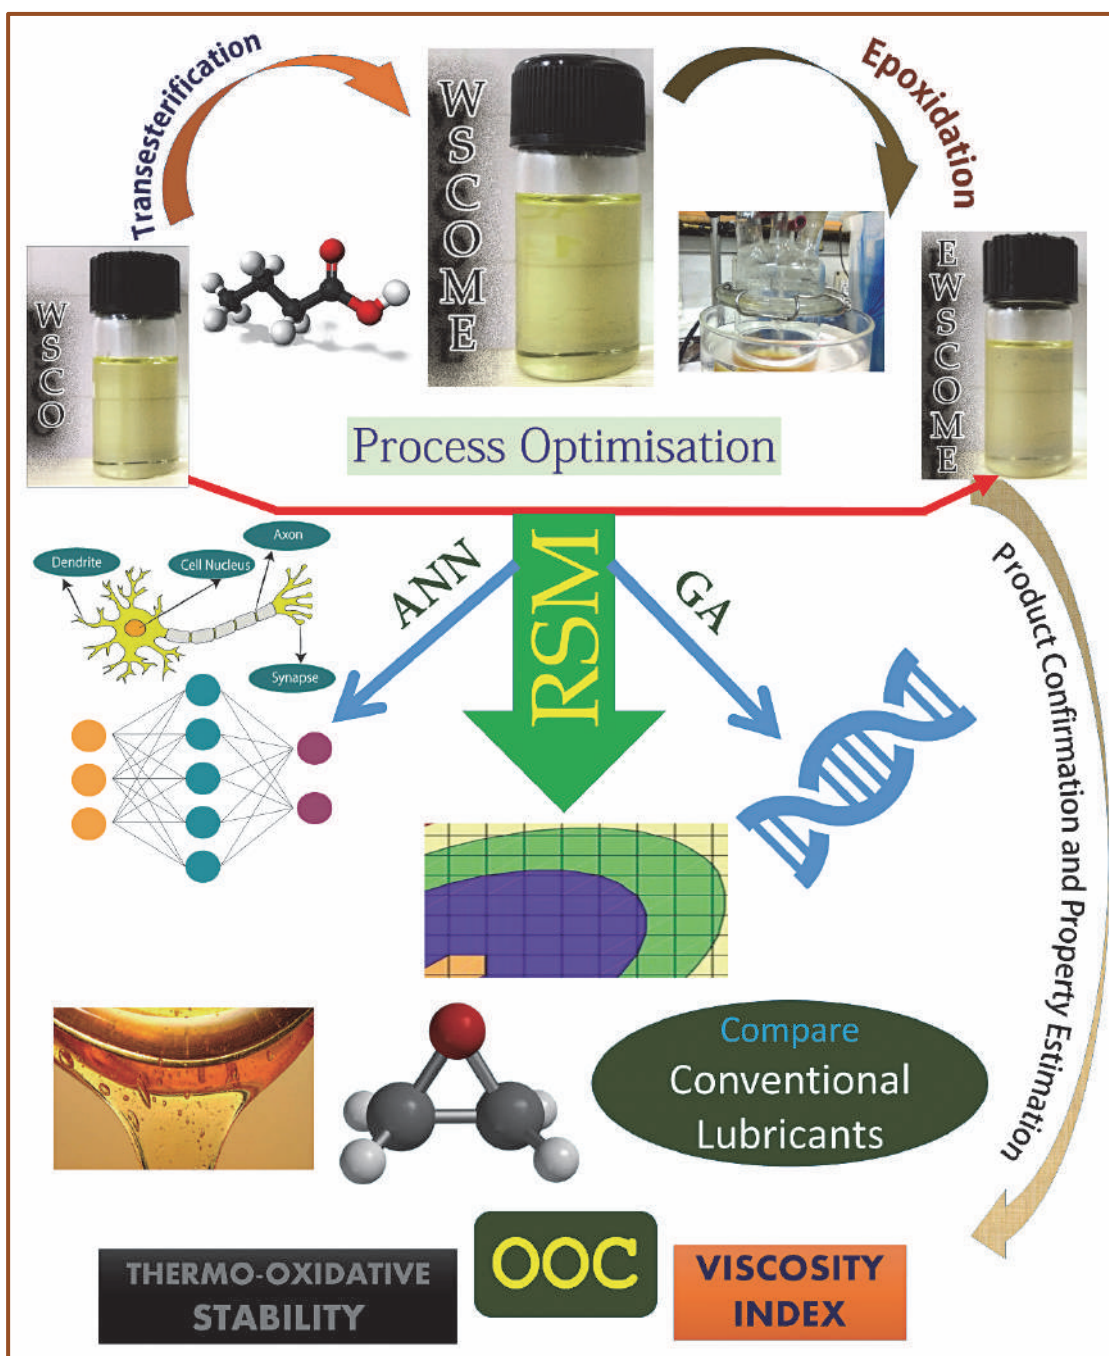 Transesterification
Epoxidation
WSCO
WSCOME
EWSCOME
Process Optimisation
Axon
Dendrite
Cell Nucleus
Synapse
ANN
RSM
GA
Product Confirmation and Property Estimation
Compare
Conventional
Lubricants
THERMO-OXIDATIVE
STABILITY
OOC
VISCOSITY
INDEX